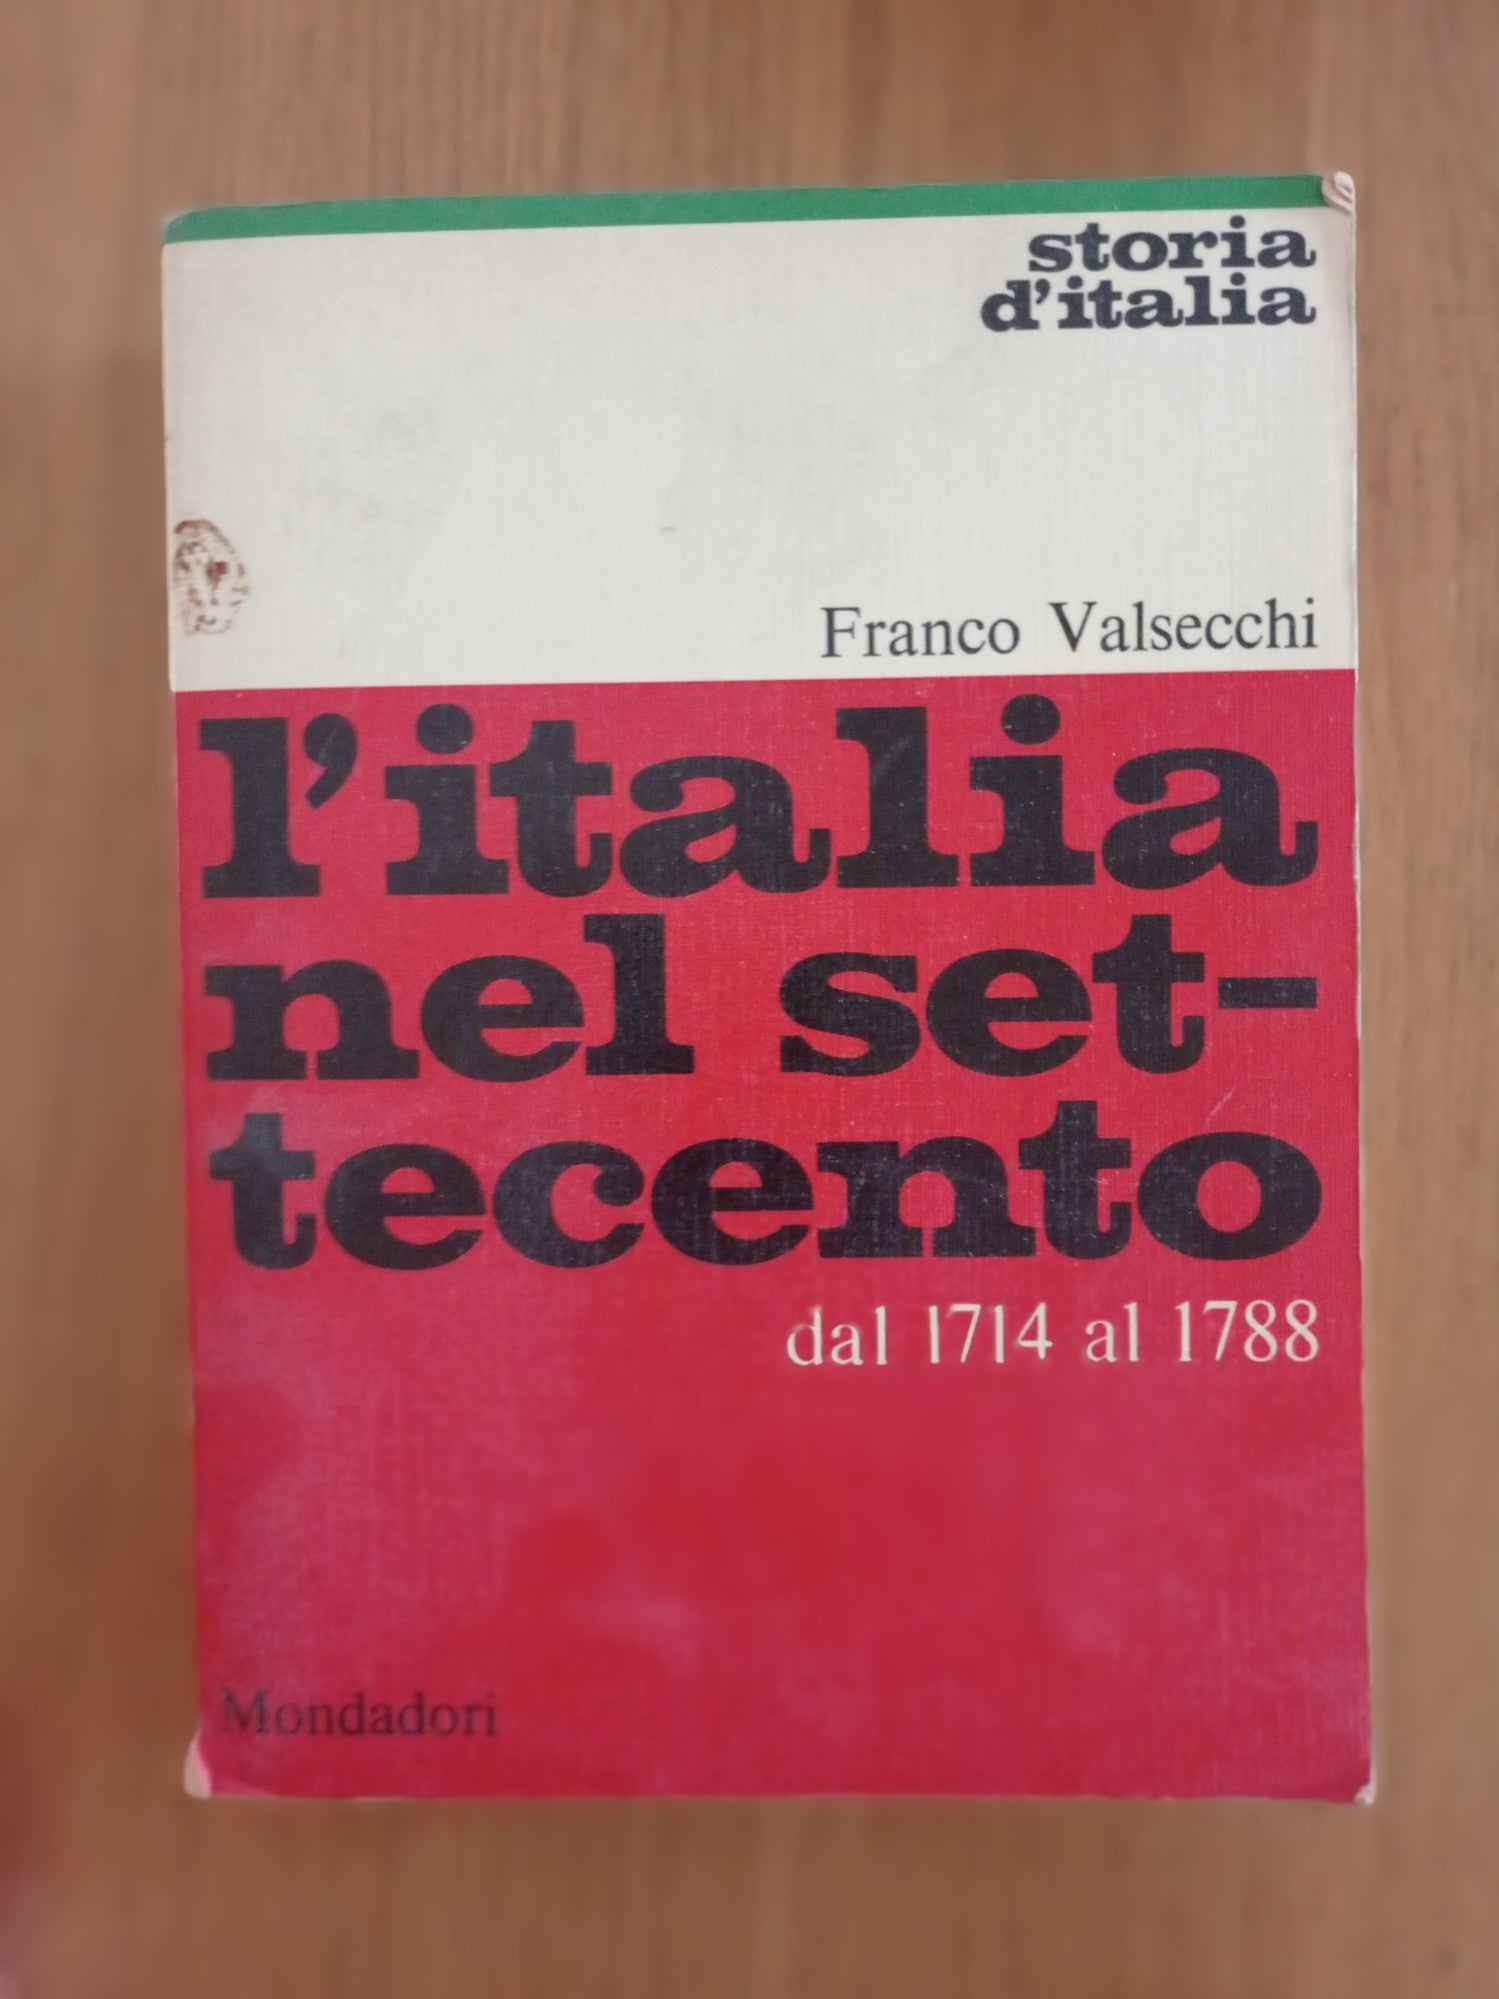 storia
d'italia
Franco Valsecchi
l'italia
nel set-
tecento
dal 1714 al 1788
Mondadori